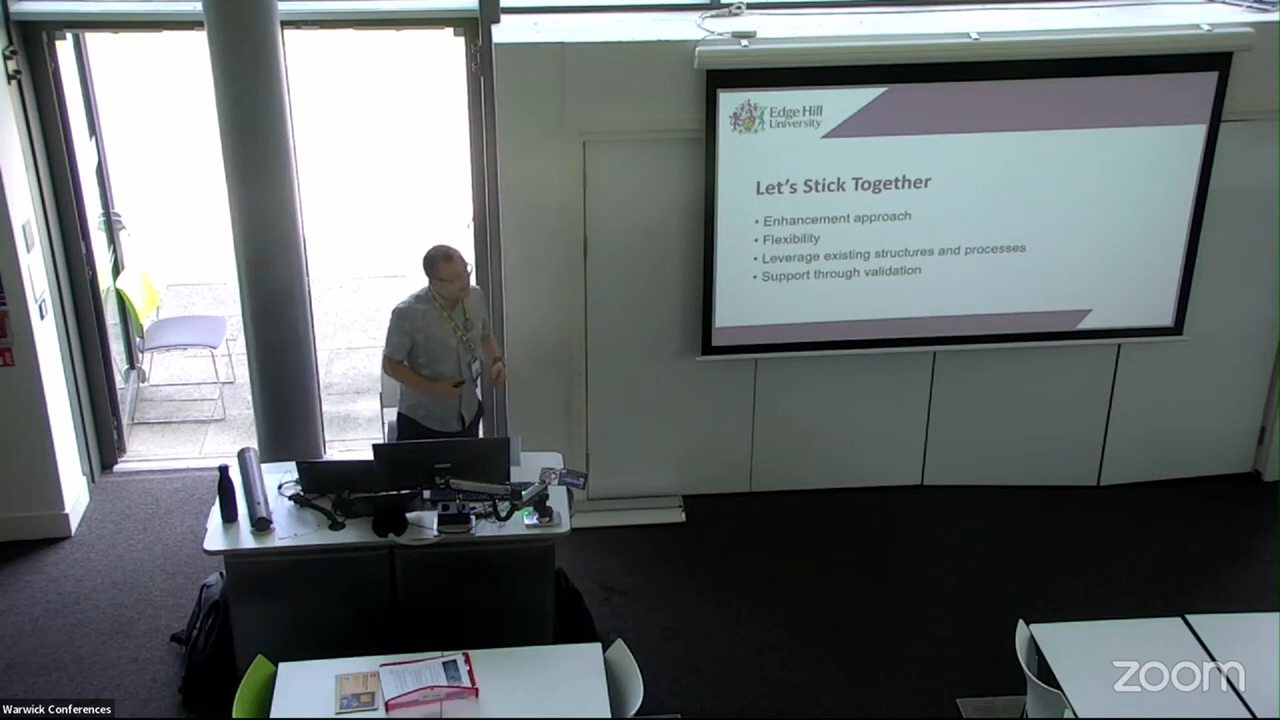 Edge Hill
University
Let's Stick Together
• Enhancement approach
• Flexibility
• Leverage existing structures and processes
• Support through validation
zoom
Warwick Conferences